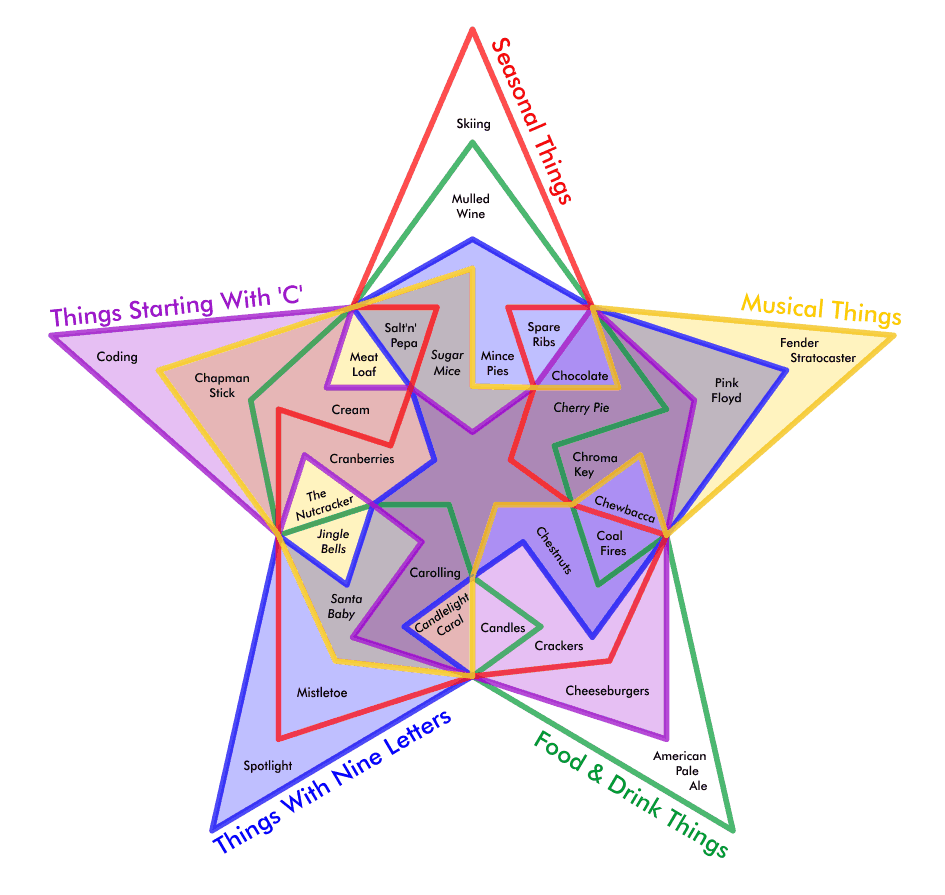 Seasonal Things
Skiing
Mulled
Wine
Things Starting With 'C'
Musical Things
Coding
Fender
Stratocaster
Salt'n'
Pepa
Meat
Loaf
Sugar
Mice
Mince
Pies
Spare
Ribs
Chocolate
Chapman
Stick
Pink
Floyd
Cream
Cherry Pie
Cranberries
Chroma
Key
The
Nutcracker
Chewbacca
Jingle
Bells
Coal
Fires
Chestnuts
Carolling
Santa
Baby
Candlelight
Carol
Candles
Crackers
Mistletoe
Cheeseburgers
Spotlight
American
Pale
Ale
Things With Nine Letters
Food & Drink Things